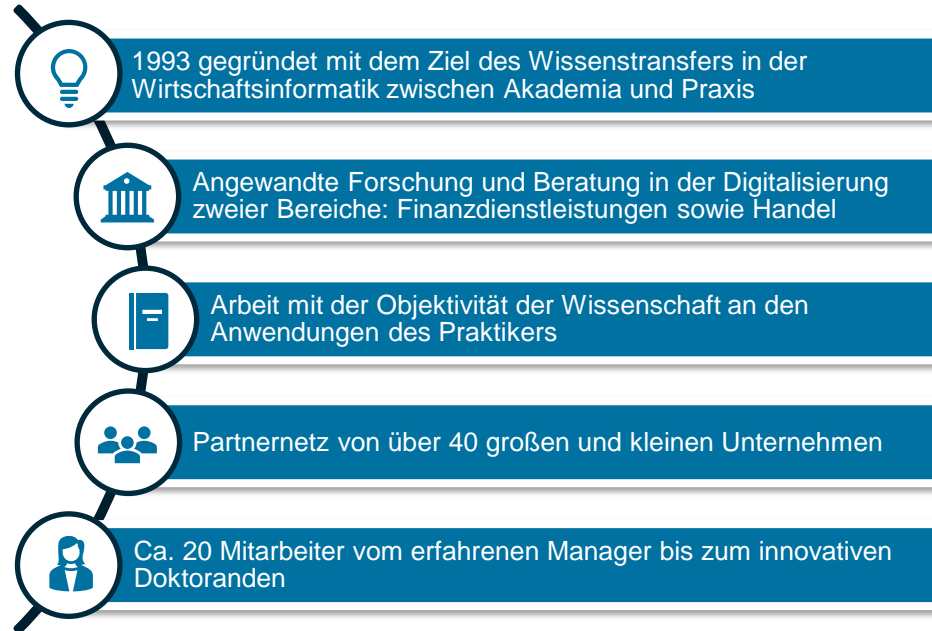 1993 gegründet mit dem Ziel des Wissenstransfers in der
Wirtschaftsinformatik zwischen Akademia und Praxis
Angewandte Forschung und Beratung in der Digitalisierung
zweier Bereiche: Finanzdienstleistungen sowie Handel
Arbeit mit der Objektivität der Wissenschaft an den
Anwendungen des Praktikers
Partnernetz von über 40 großen und kleinen Unternehmen
Ca. 20 Mitarbeiter vom erfahrenen Manager bis zum innovativen
Doktoranden